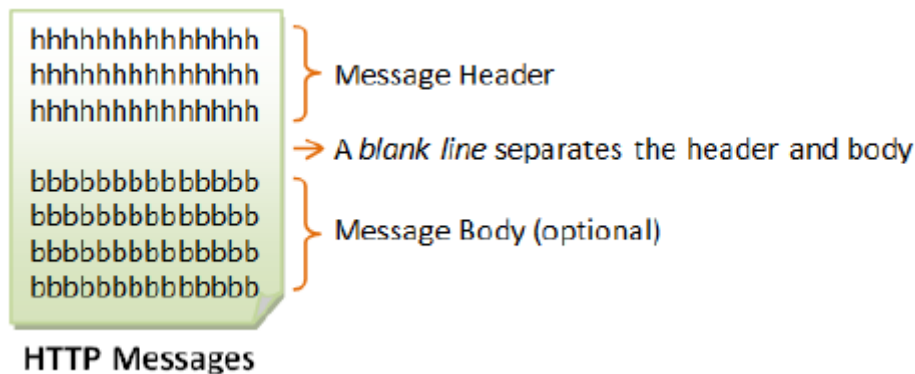 hhhhhhhhhhhhhh
hhhhhhhhhhhhhh
hhhhhhhhhhhhhh
Message Header
A blank line separates the header and body
bbbbbbbbbbbbbb
bbbbbbbbbbbbbb
bbbbbbbbbbbbbb
bbbbbbbbbbbbbb
Message Body (optional)
HTTP Messages